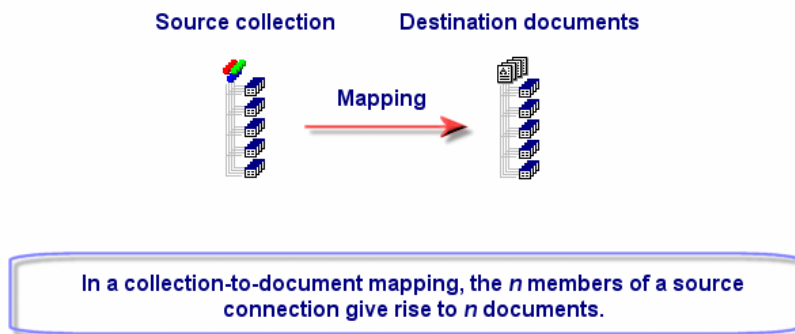 Source collection Destination documents
Mapping
In a collection-to-document mapping, the n members of a source
connection give rise to n documents.